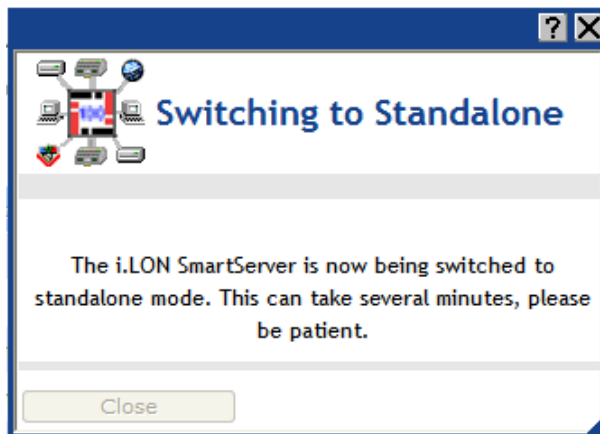 ?
Switching to Standalone
The i.LON SmartServer is now being switched to
standalone mode. This can take several minutes, please
be patient.
Close